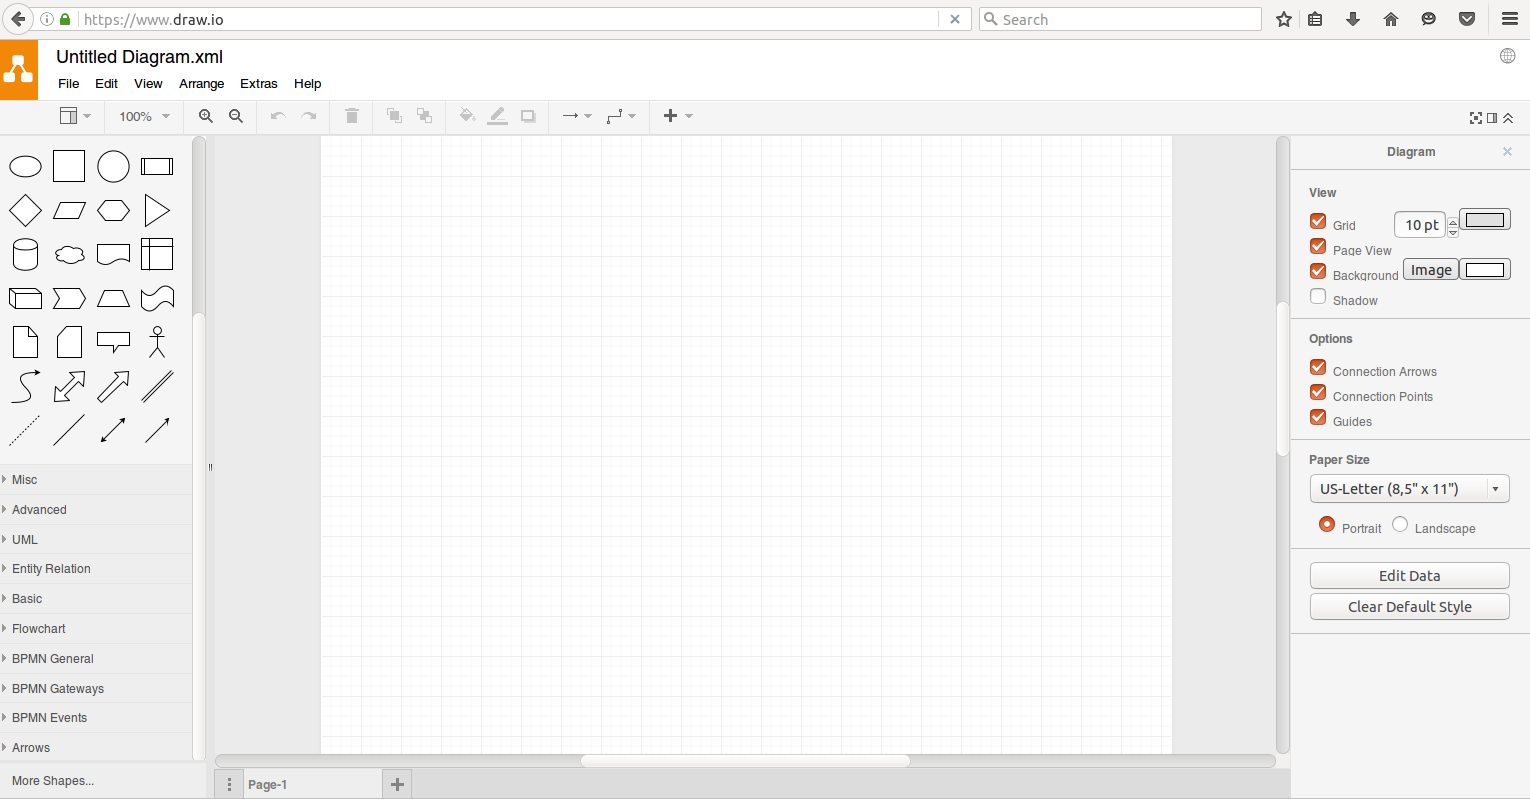 https://www.draw.io
Search
Untitled Diagram.xml
File Edit View Arrange Extras Help
100%
Diagram
View
Grid 10 pt
Page View
Background Image
Shadow
Options
Connection Arrows
Connection Points
Guides
Paper Size
US-Letter (8,5" x 11")
Portrait Landscape
Edit Data
Clear Default Style
Misc
Advanced
UML
Entity Relation
Basic
Flowchart
BPMN General
BPMN Gateways
BPMN Events
Arrows
More Shapes...
Page-1